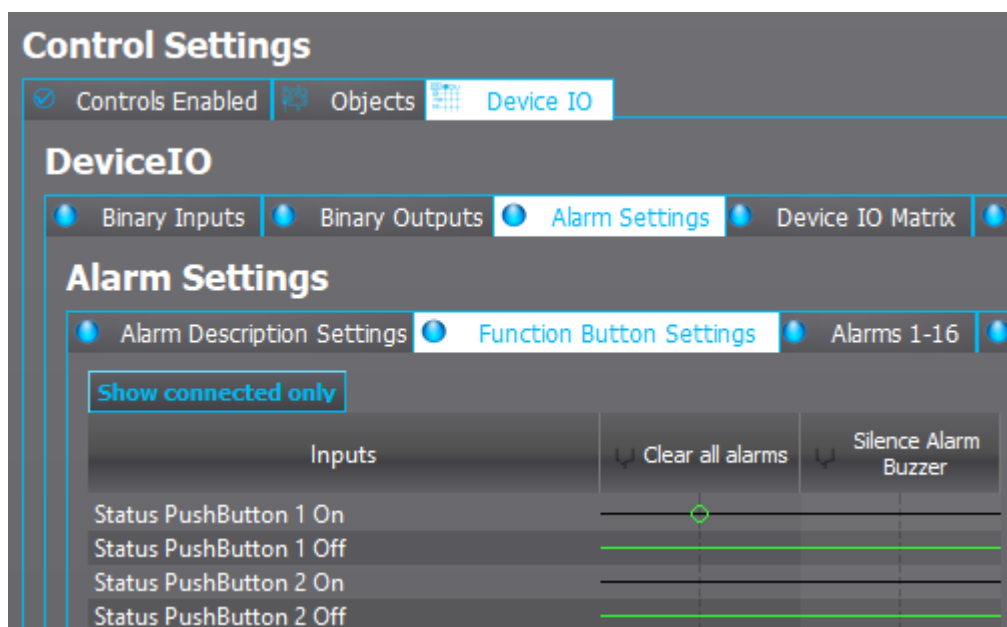 Control Settings
Controls Enabled Objects Device IO
DeviceIO
Binary Inputs Binary Outputs Alarm Settings Device IO Matrix
Alarm Settings
Alarm Description Settings Function Button Settings Alarms 1-16
Show connected only
Inputs Clear all alarms Silence Alarm
Buzzer
Status PushButton 1 On
Status PushButton 1 Off
Status PushButton 2 On
Status PushButton 2 Off